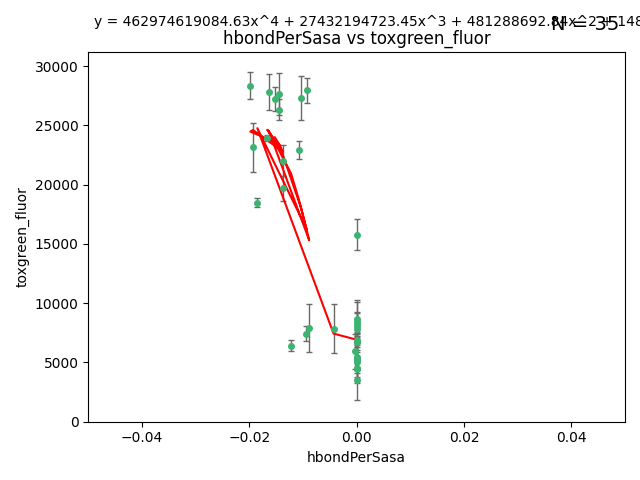 y = 462974619084.63x^4 + 27432194723.45x^3 + 481288692.84x^2 + 148
N = 35
hbondPerSasa vs toxgreen_fluor
30000
25000
20000
15000
10000
5000
0
toxgreen_fluor
−0.04
−0.02
0.00
0.02
0.04
hbondPerSasa